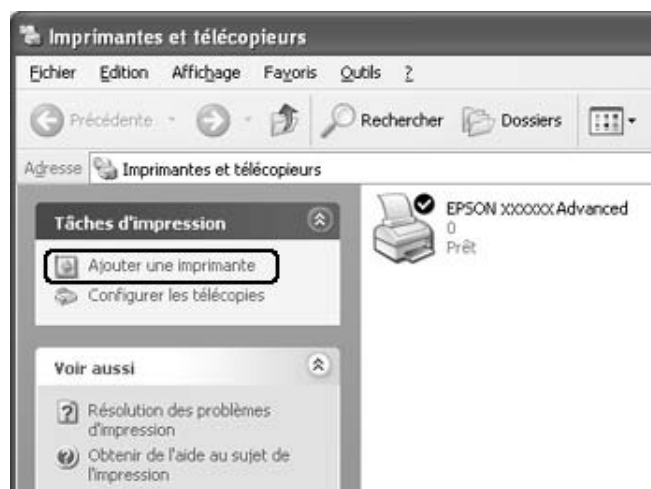 Imprimantes et télécopieurs
Fichier Edition Affichage Favoris Outils ?
Précédente Rechercher Dossiers
Adresse Imprimantes et télécopieurs
Tâches d'impression
Ajouter une imprimante
Configurer les télécopies
Voir aussi
Résolution des problèmes
d'impression
Obtenir de l'aide au sujet de
l'impression
EPSON XXXXXX Advanced
0
Prêt